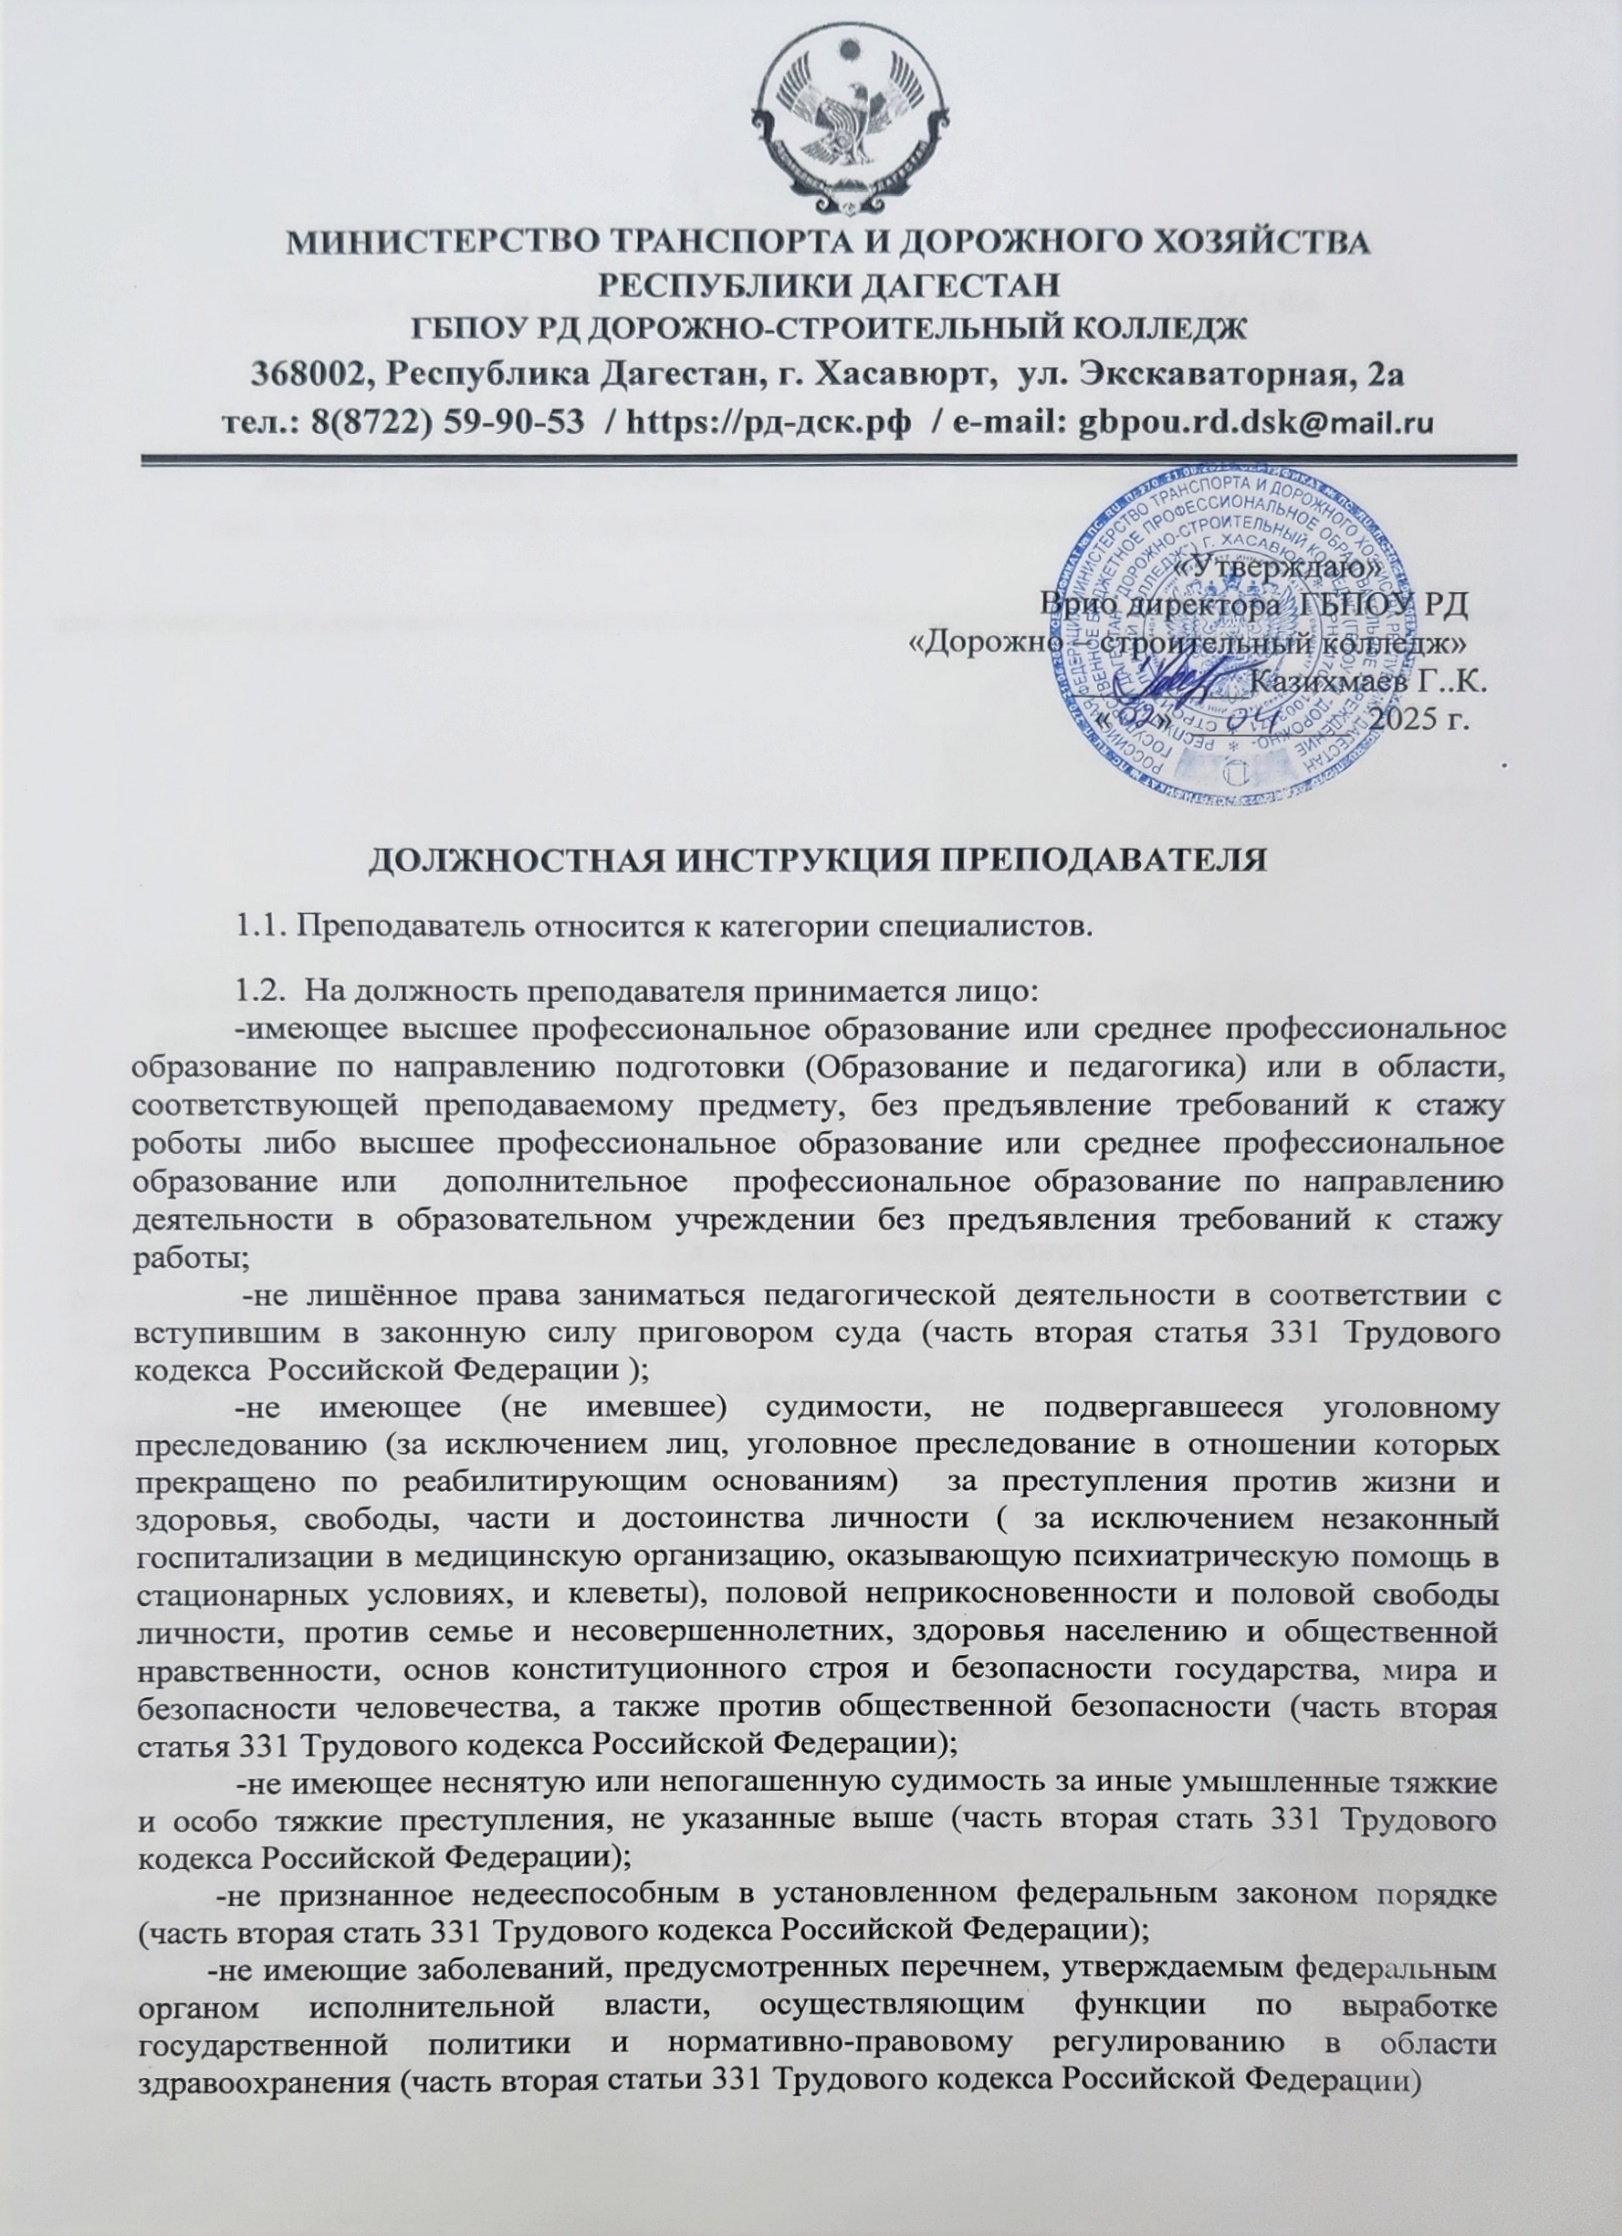 МИНИСТЕРСТВО ТРАНСПОРТА И ДОРОЖНОГО ХОЗЯЙСТВА
РЕСПУБЛИКИ ДАГЕСТАН
ГБПОУ РД ДОРОЖНО-СТРОИТЕЛЬНЫЙ КОЛЛЕДЖ
368002, Республика Дагестан, г. Хасавюрт, ул. Экскаваторная, 2а
тел.: 8(8722) 59-90-53 / https://рд-дск.рф / e-mail: gbpou.rd.dsk@mail.ru
«Утверждаю»
Врио директора ГБПОУ РД
«Дорожно – строительный колледж»
Казихмаев Г..К.
«02» 04 2025 г.
ДОЛЖНОСТНАЯ ИНСТРУКЦИЯ ПРЕПОДАВАТЕЛЯ
1.1. Преподаватель относится к категории специалистов.
1.2. На должность преподавателя принимается лицо:
-имеющее высшее профессиональное образование или среднее профессиональное
образование по направлению подготовки (Образование и педагогика) или в области,
соответствующей преподаваемому предмету, без предъявление требований к стажу
роботы либо высшее профессиональное образование или среднее профессиональное
образование или дополнительное профессиональное образование по направлению
деятельности в образовательном учреждении без предъявления требований к стажу
работы;
-не лишённое права заниматься педагогической деятельности в соответствии с
вступившим в законную силу приговором суда (часть вторая статья 331 Трудового
кодекса Российской Федерации );
-не имеющее (не имевшее) судимости, не подвергавшееся уголовному
преследованию (за исключением лиц, уголовное преследование в отношении которых
прекращено по реабилитирующим основаниям) за преступления против жизни и
здоровья, свободы, части и достоинства личности ( за исключением незаконный
госпитализации в медицинскую организацию, оказывающую психиатрическую помощь в
стационарных условиях, и клеветы), половой неприкосновенности и половой свободы
личности, против семье и несовершеннолетних, здоровья населению и общественной
нравственности, основ конституционного строя и безопасности государства, мира и
безопасности человечества, а также против общественной безопасности (часть вторая
статья 331 Трудового кодекса Российской Федерации);
-не имеющее неснятую или непогашенную судимость за иные умышленные тяжкие
и особо тяжкие преступления, не указанные выше (часть вторая стать 331 Трудового
кодекса Российской Федерации);
-не признанное недееспособным в установленном федеральным законом порядке
(часть вторая стать 331 Трудового кодекса Российской Федерации);
-не имеющие заболеваний, предусмотренных перечнем, утверждаемым федеральным
органом исполнительной власти, осуществляющим функции по выработке
государственной политики и нормативно-правовому регулированию в области
здравоохранения (часть вторая статьи 331 Трудового кодекса Российской Федерации)